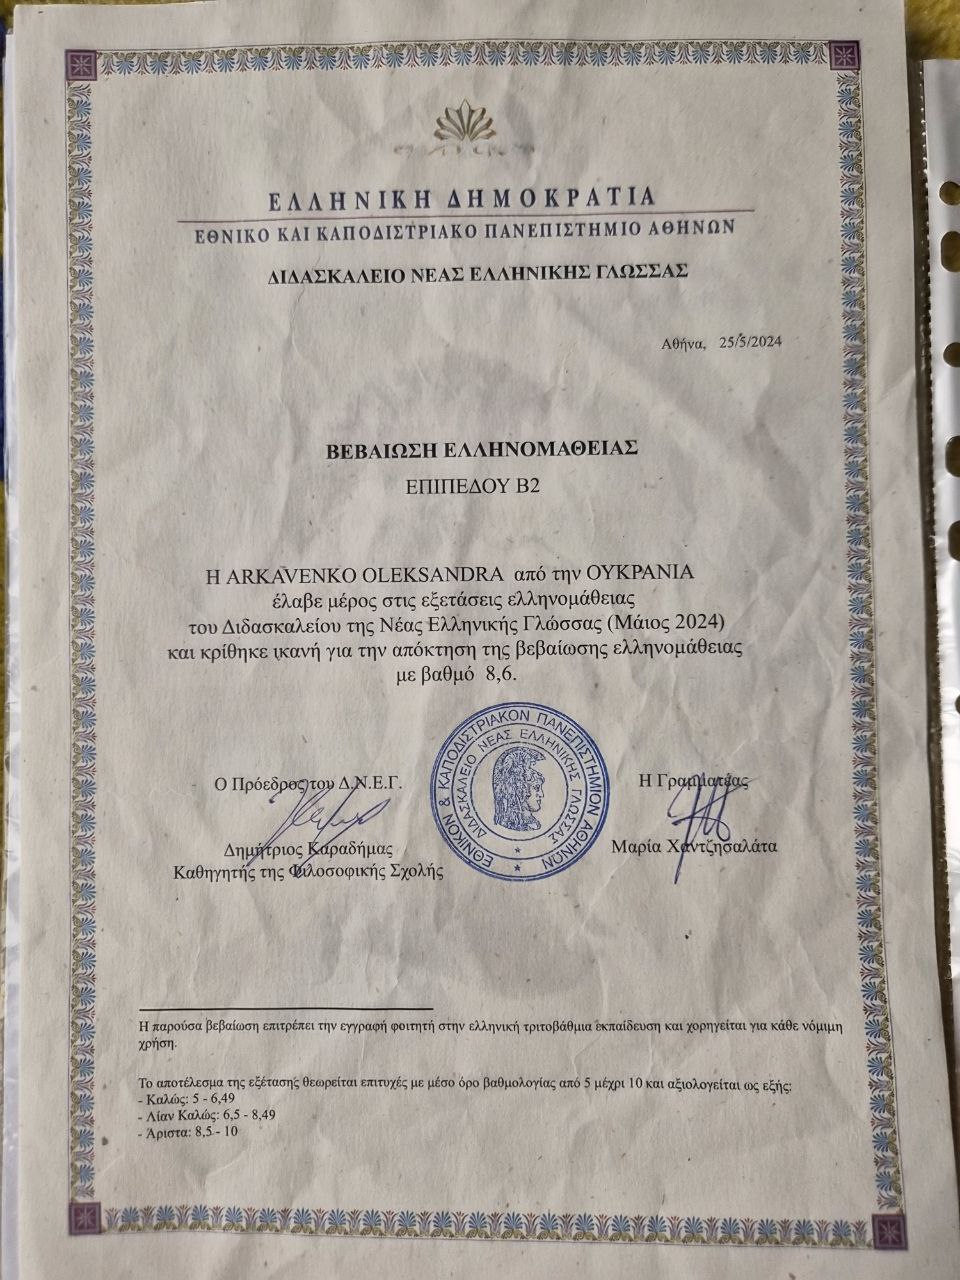 ΕΛΛΗΝΙΚΗ ΔΗΜΟΚΡΑΤΙΑ
ΕΘΝΙΚΟ ΚΑΙ ΚΑΠΟΔΙΣΤΡΙΑΚΟ ΠΑΝΕΠΙΣΤΗΜΙΟ ΑΘΗΝΩΝ
ΔΙΔΑΣΚΑΛΕΙΟ ΝΕΑΣ ΕΛΛΗΝΙΚΗΣ ΓΛΩΣΣΑΣ
Αθήνα, 25/5/2024
ΒΕΒΑΙΩΣΗ ΕΛΛΗΝΟΜΑΘΕΙΑΣ
ΕΠΙΠΕΔΟΥ Β2
Η ARKAVENKO OLEKSANDRA από την ΟΥΚΡΑΝΙΑ
έλαβε μέρος στις εξετάσεις ελληνομάθειας
του Διδασκαλείου της Νέας Ελληνικής Γλώσσας (Μάιος 2024)
και κρίθηκε ικανή για την απόκτηση της βεβαίωσης ελληνομάθειας
με βαθμό 8,6.
Ο Πρόεδρος του Δ.Ν.Ε.Γ.
Δημήτριος Καραδήμας
Καθηγητής της Φιλοσοφικής Σχολής
ΕΘΝΙΚΟΝ & ΚΑΠΟΔΙΣΤΡΙΑΚΟΝ ΠΑΝΕΠΙΣΤΗΜΙΟΝ ΑΘΗΝΩΝ
ΔΙΔΑΣΚΑΛΕΙΟ ΝΕΑΣ ΕΛΛΗΝΙΚΗΣ ΓΛΩΣΣΑΣ
Η Γραμματέας
Μαρία Χαντζησαλάτα
Η παρούσα βεβαίωση επιτρέπει την εγγραφή φοιτητή στην ελληνική τριτοβάθμια εκπαίδευση και χορηγείται για κάθε νόμιμη
χρήση.
Το αποτέλεσμα της εξέτασης θεωρείται επιτυχές με μέσο όρο βαθμολογίας από 5 μέχρι 10 και αξιολογείται ως εξής:
- Καλώς: 5 - 6,49
- Λίαν Καλώς: 6,5 - 8,49
- Άριστα: 8,5 - 10